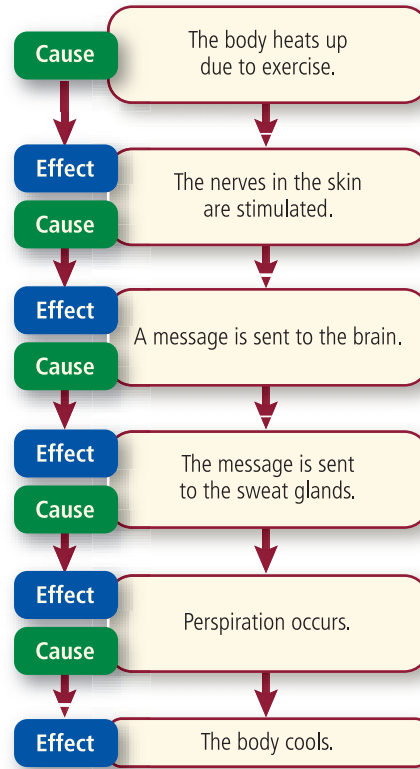 Cause
The body heats up
due to exercise.
Effect
Cause
The nerves in the skin
are stimulated.
Effect
Cause
A message is sent to the brain.
Effect
Cause
The message is sent
to the sweat glands.
Effect
Cause
Perspiration occurs.
Effect
The body cools.